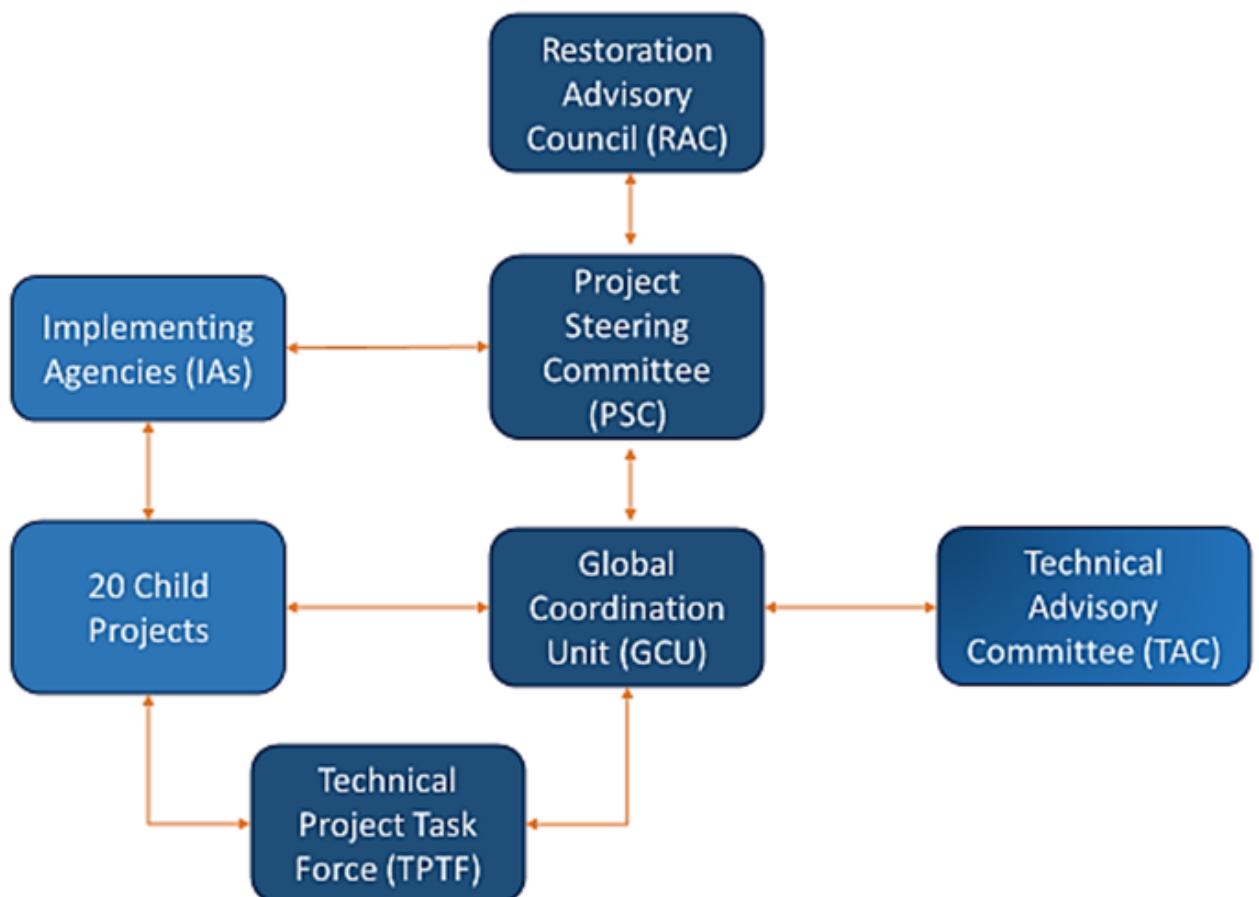 Restoration
Advisory
Council (RAC)
Project
Steering
Committee
(PSC)
Implementing
Agencies (IAs)
20 Child
Projects
Global
Coordination
Unit (GCU)
Technical
Advisory
Committee (TAC)
Technical
Project Task
Force (TPTF)